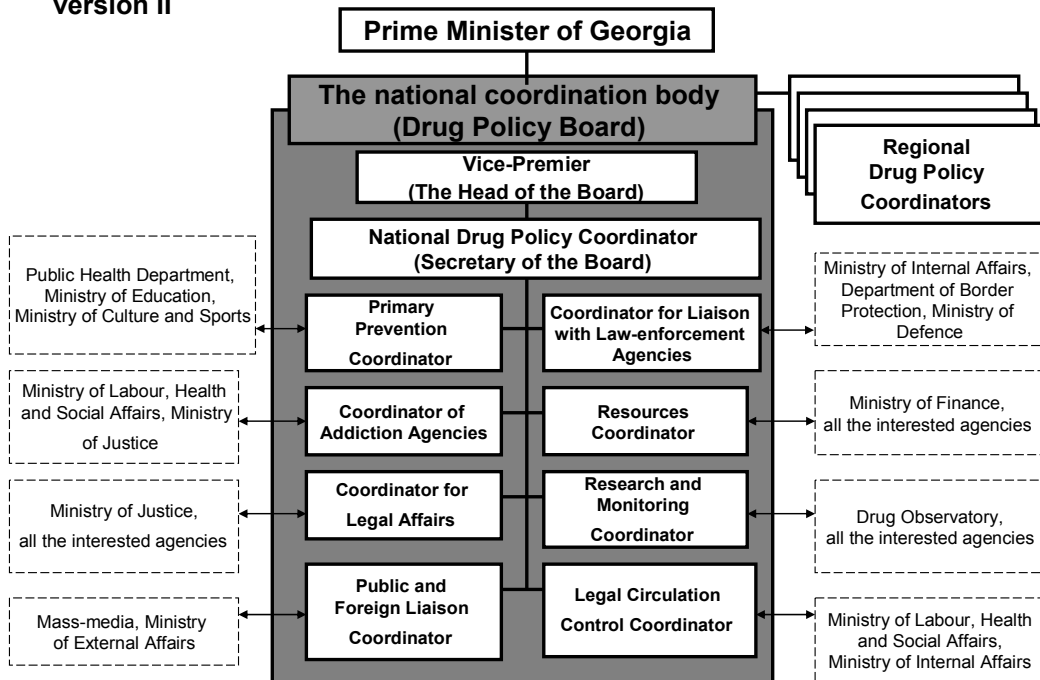 Version II
Prime Minister of Georgia
The national coordination body
(Drug Policy Board)
Regional
Drug Policy
Coordinators
Vice-Premier
(The Head of the Board)
National Drug Policy Coordinator
(Secretary of the Board)
Public Health Department,
Ministry of Education,
Ministry of Culture and Sports
Primary
Prevention
Coordinator
Coordinator for Liaison
with Law-enforcement
Agencies
Ministry of Internal Affairs,
Department of Border
Protection, Ministry of
Defence
Ministry of Labour, Health
and Social Affairs, Ministry
of Justice
Coordinator of
Addiction Agencies
Resources
Coordinator
Ministry of Finance,
all the interested agencies
Ministry of Justice,
all the interested agencies
Coordinator for
Legal Affairs
Research and
Monitoring
Coordinator
Drug Observatory,
all the interested agencies
Mass-media, Ministry
of External Affairs
Public and
Foreign Liaison
Coordinator
Legal Circulation
Control Coordinator
Ministry of Labour, Health
and Social Affairs,
Ministry of Internal Affairs